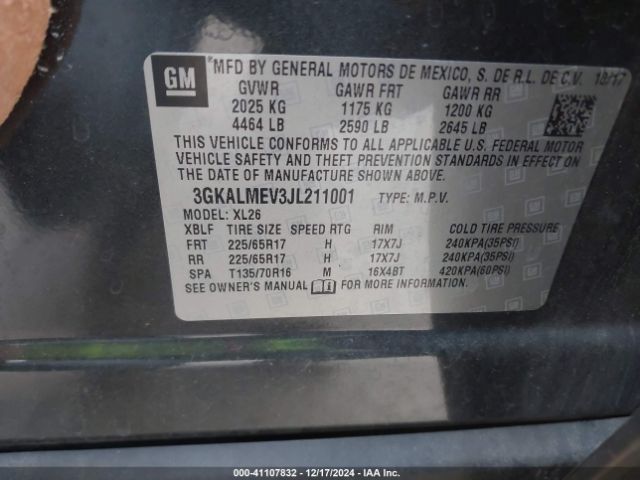 GM
*MFD BY GENERAL MOTORS DE MEXICO, S. DE R.L. DE C.V. 10/17
GVWR GAWR FRT GAWR RR
2025 KG 1175 KG 1200 KG
4464 LB 2590 LB 2645 LB
THIS VEHICLE CONFORMS TO ALL APPLICABLE U.S. FEDERAL MOTOR
VEHICLE SAFETY AND THEFT PREVENTION STANDARDS IN EFFECT ON
THE DATE OF MANUFACTURE SHOWN ABOVE.
3GKALMEV3JL211001 TYPE: M.P.V.
MODEL: XL26
XBLF TIRE SIZE SPEED RTG RIM COLD TIRE PRESSURE
FRT 225/65R17 H 17X7J 240KPA(35PSI)
RR 225/65R17 H 17X7J 240KPA(35PSI)
SPA T135/70R16 M 16X4BT 420KPA(60PSI)
SEE OWNER'S MANUAL FOR MORE INFORMATION.
000-41107832 - 12/17/2024 - IAA, Inc.